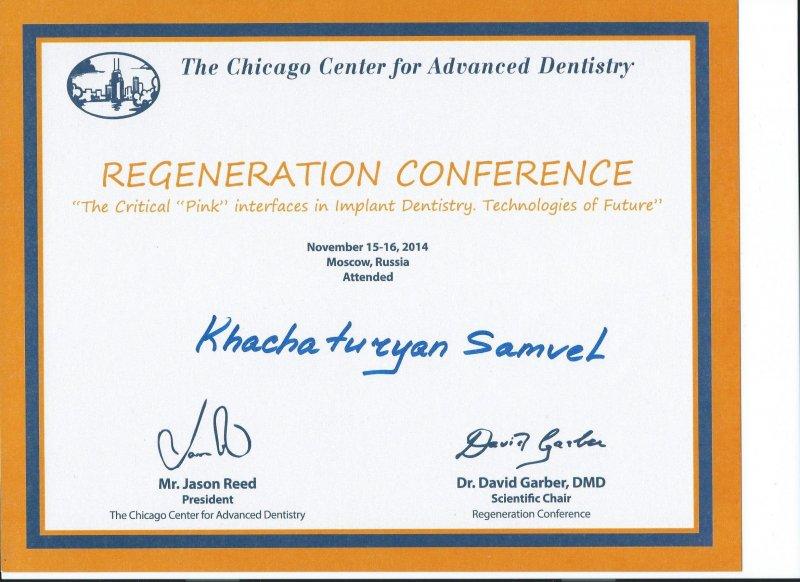 The Chicago Center for Advanced Dentistry
REGENERATION CONFERENCE
“The Critical “Pink” interfaces in Implant Dentistry. Technologies of Future”
November 15-16, 2014
Moscow, Russia
Attended
Khachaturyan Samvel
Mr. Jason Reed
President
The Chicago Center for Advanced Dentistry
David Garber
Dr. David Garber, DMD
Scientific Chair
Regeneration Conference